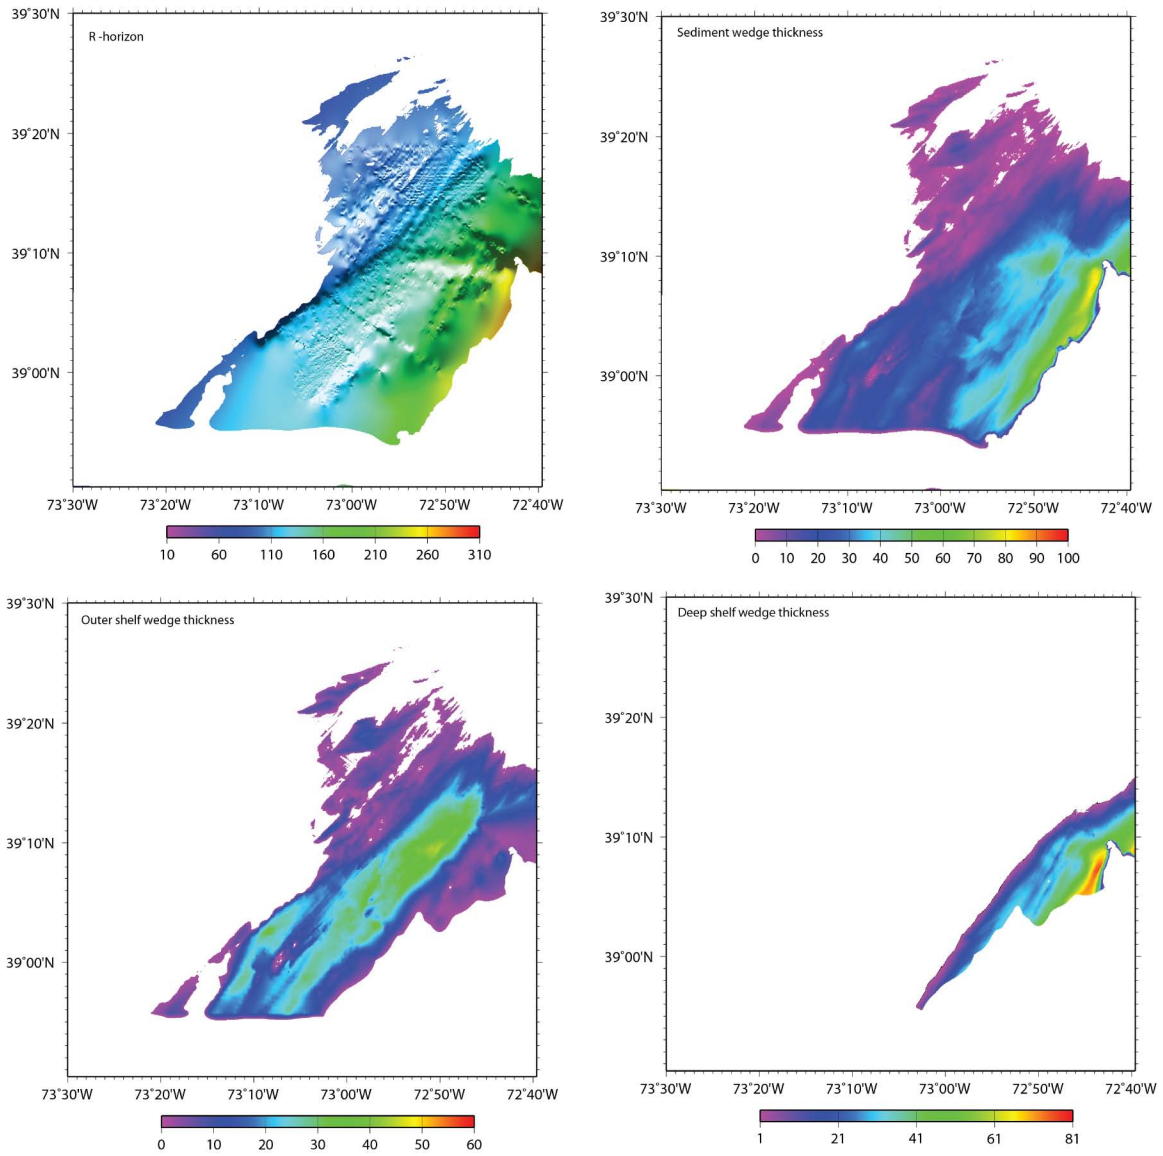 39°30'N
R -horizon
39°20'N
39°10'N
39°00'N
73°30'W 73°20'W 73°10'W 73°00'W 72°50'W 72°40'W
10 60 110 160 210 260 310
39°30'N
Sediment wedge thickness
39°20'N
39°10'N
39°00'N
73°30'W 73°20'W 73°10'W 73°00'W 72°50'W 72°40'W
0 10 20 30 40 50 60 70 80 90 100
39°30'N
Outer shelf wedge thickness
39°20'N
39°10'N
39°00'N
73°30'W 73°20'W 73°10'W 73°00'W 72°50'W 72°40'W
0 10 20 30 40 50 60
39°30'N
Deep shelf wedge thickness
39°20'N
39°10'N
39°00'N
73°30'W 73°20'W 73°10'W 73°00'W 72°50'W 72°40'W
1 21 41 61 81